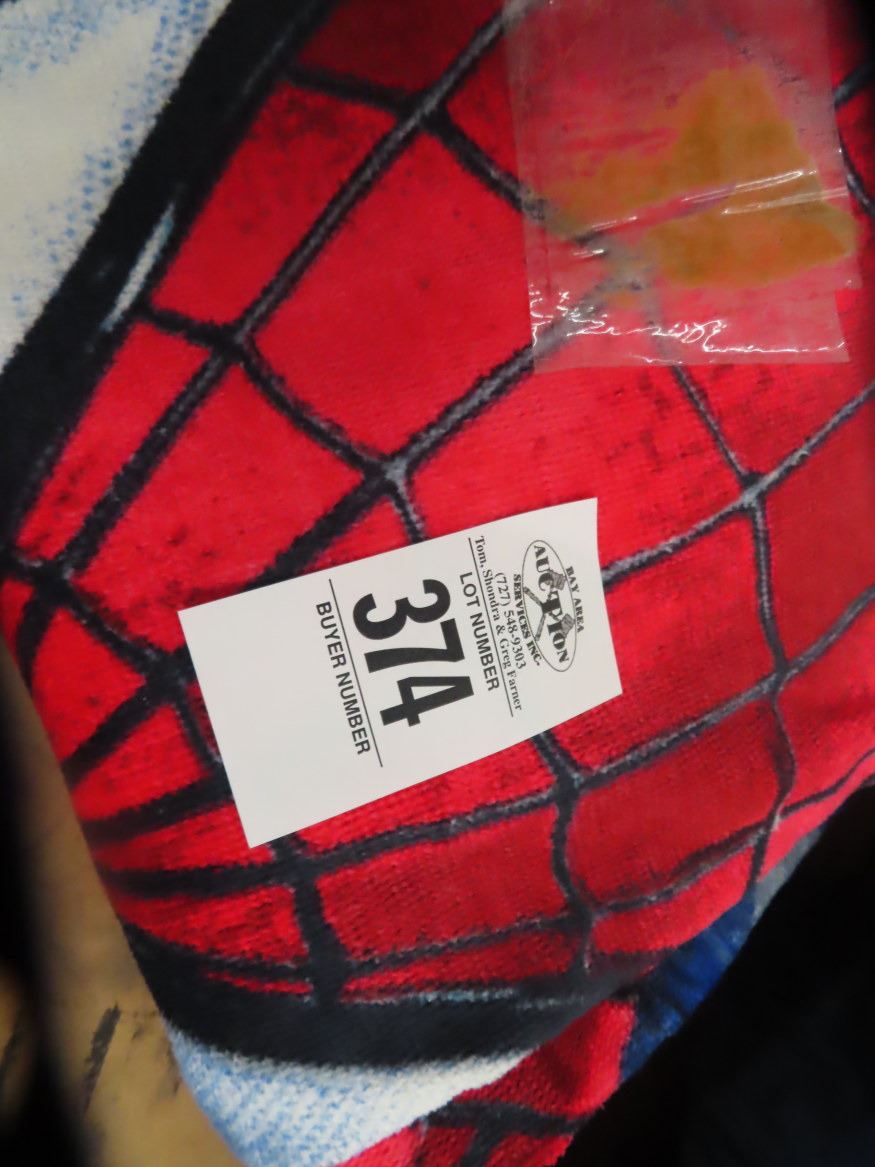 BAY AREA
AUCTION
SERVICES INC.
(727) 548-9303
Tom, Shondra & Greg Farner
LOT NUMBER
374
BUYER NUMBER